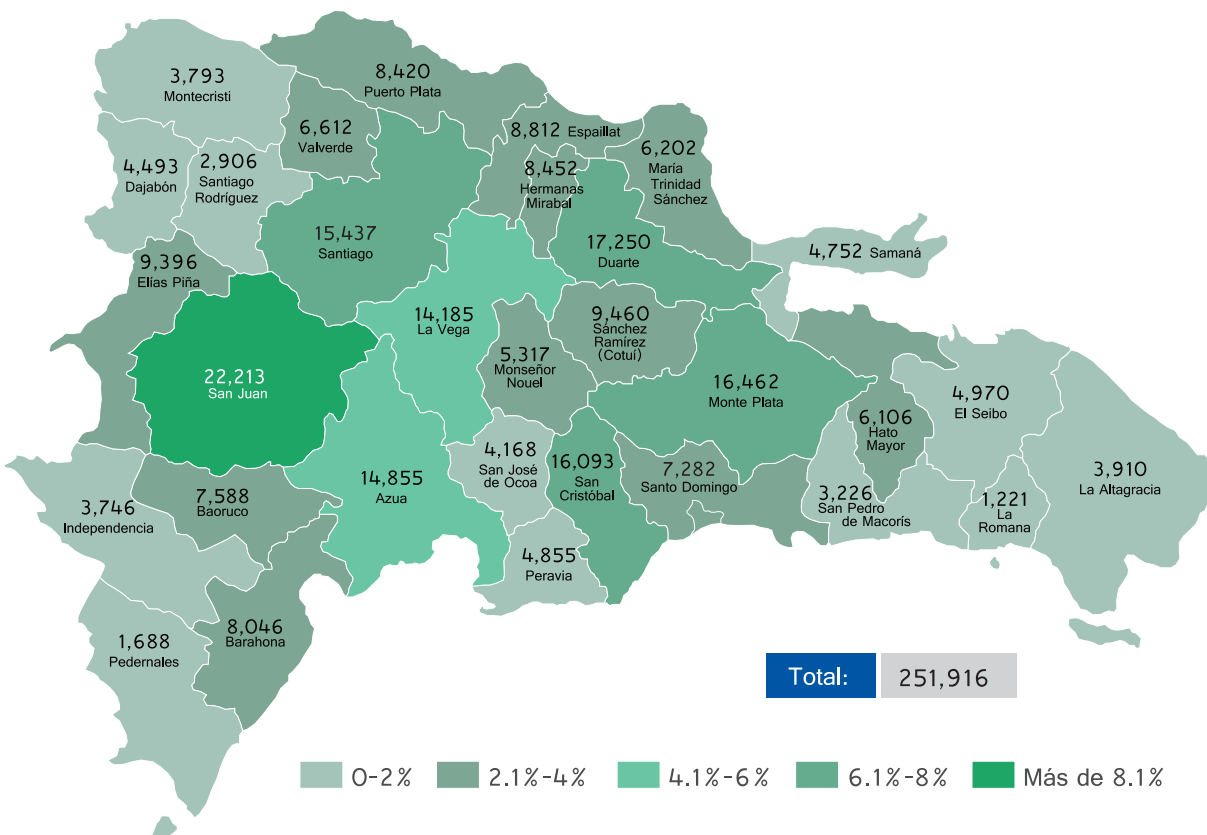 3,793
Montecristi
8,420
Puerto Plata
6,612
Valverde
8,812 Espaillat
6,202
María
Trinidad
Sánchez
4,493
Dajabón
2,906
Santiago
Rodríguez
8,452
Hermanas
Mirabal
15,437
Santiago
17,250
Duarte
4,752 Samaná
9,396
Elías Piña
14,185
La Vega
9,460
Sánchez
Ramírez
(Cotuí)
5,317
Monseñor
Nouel
22,213
San Juan
16,462
Monte Plata
4,970
El Seibo
6,106
Hato
Mayor
4,168
San José
de Ocoa
16,093
San
Cristóbal
7,282
Santo Domingo
3,910
La Altagracia
14,855
Azua
7,588
Baoruco
3,746
Independencia
3,226
San Pedro
de Macorís
1,221
La
Romana
4,855
Peravia
8,046
Barahona
1,688
Pedernales
Total: 251,916
0-2% 2.1%-4% 4.1%-6% 6.1%-8% Más de 8.1%